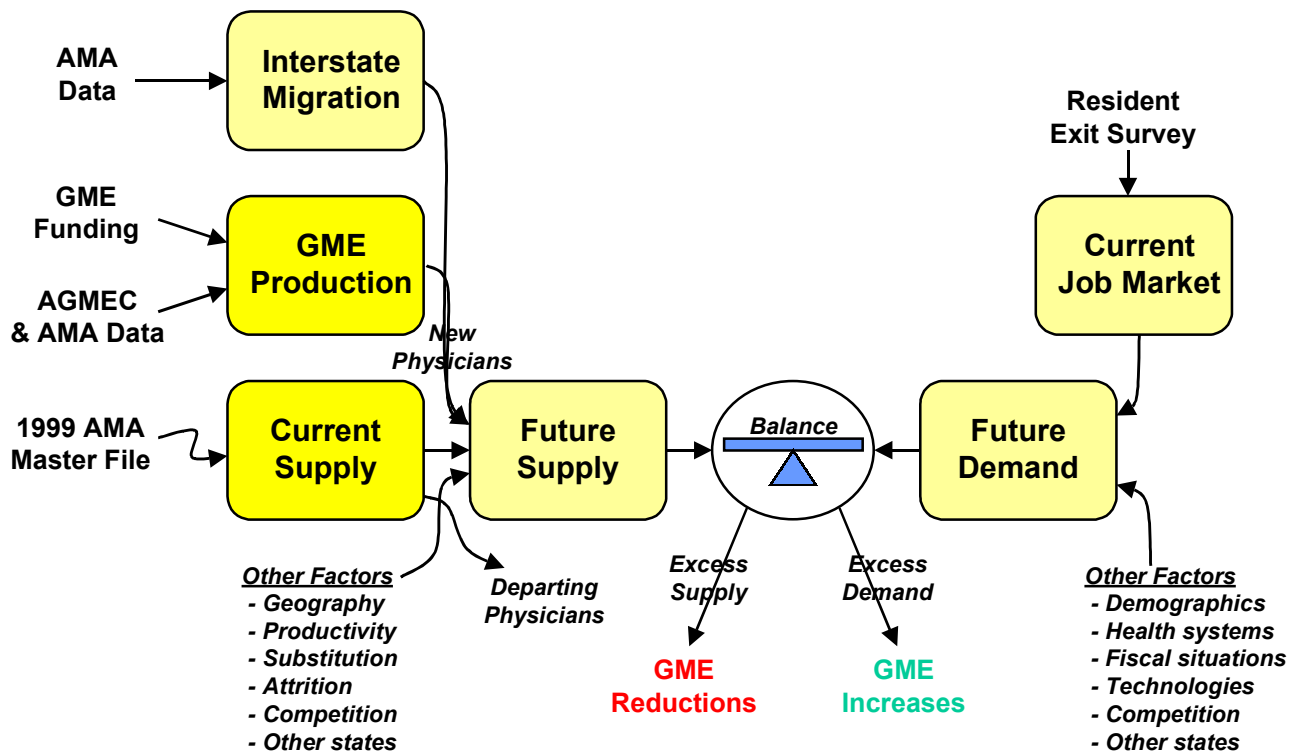 AMA
Data
Interstate
Migration
Resident
Exit Survey
GME
Funding
GME
Production
AGMEC
& AMA Data
Current
Job Market
New
Physicians
1999 AMA
Master File
Current
Supply
Future
Supply
Balance
Future
Demand
Other Factors
- Geography
- Productivity
- Substitution
- Attrition
- Competition
- Other states
Departing
Physicians
Excess
Supply
Excess
Demand
GME
Reductions
GME
Increases
Other Factors
- Demographics
- Health systems
- Fiscal situations
- Technologies
- Competition
- Other states